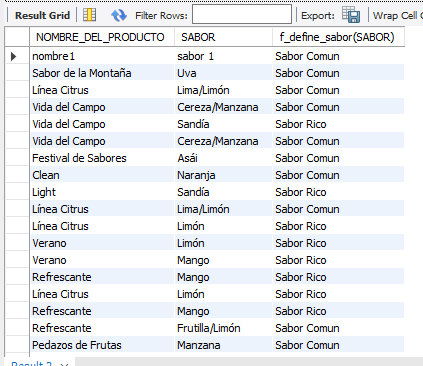 Result Grid Filter Rows: Export: Wrap Cell C
NOMBRE_DEL_PRODUCTO SABOR f_define_sabor(SABOR)
nombre1 sabor 1 Sabor Comun
Sabor de la Montaña Uva Sabor Comun
Línea Citrus Lima/Limón Sabor Comun
Vida del Campo Cereza/Manzana Sabor Comun
Vida del Campo Sandía Sabor Rico
Vida del Campo Cereza/Manzana Sabor Comun
Festival de Sabores Asái Sabor Comun
Clean Naranja Sabor Comun
Light Sandía Sabor Rico
Línea Citrus Lima/Limón Sabor Comun
Línea Citrus Limón Sabor Rico
Verano Limón Sabor Rico
Verano Mango Sabor Rico
Refrescante Mango Sabor Rico
Línea Citrus Limón Sabor Rico
Refrescante Mango Sabor Rico
Refrescante Frutilla/Limón Sabor Comun
Pedazos de Frutas Manzana Sabor Comun
Result 2